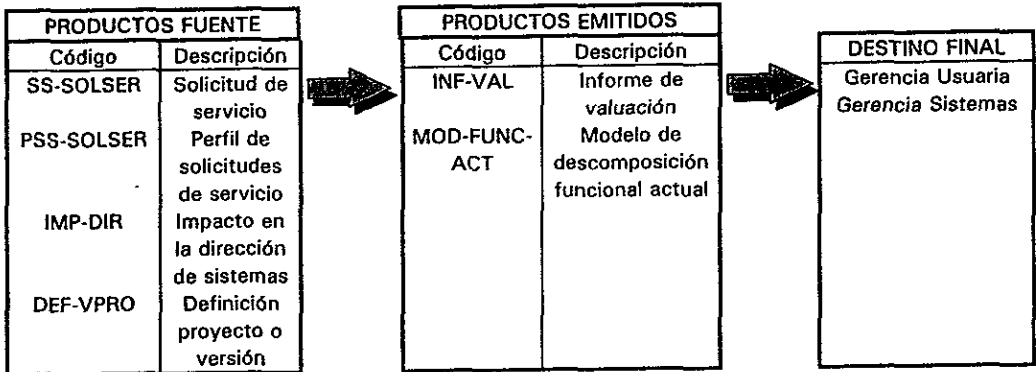 PRODUCTOS FUENTE
Código Descripción
SS-SOLSER Solicitud de
servicio
PSS-SOLSER Perfil de
solicitudes
de servicio
IMP-DIR Impacto en
la dirección
de sistemas
DEF-VPRO Definición
proyecto o
versión
PRODUCTOS EMITIDOS
Código Descripción
INF-VAL Informe de
valuación
MOD-FUNC- Modelo de
ACT descomposición
funcional actual
DESTINO FINAL
Gerencia Usuaria
Gerencia Sistemas